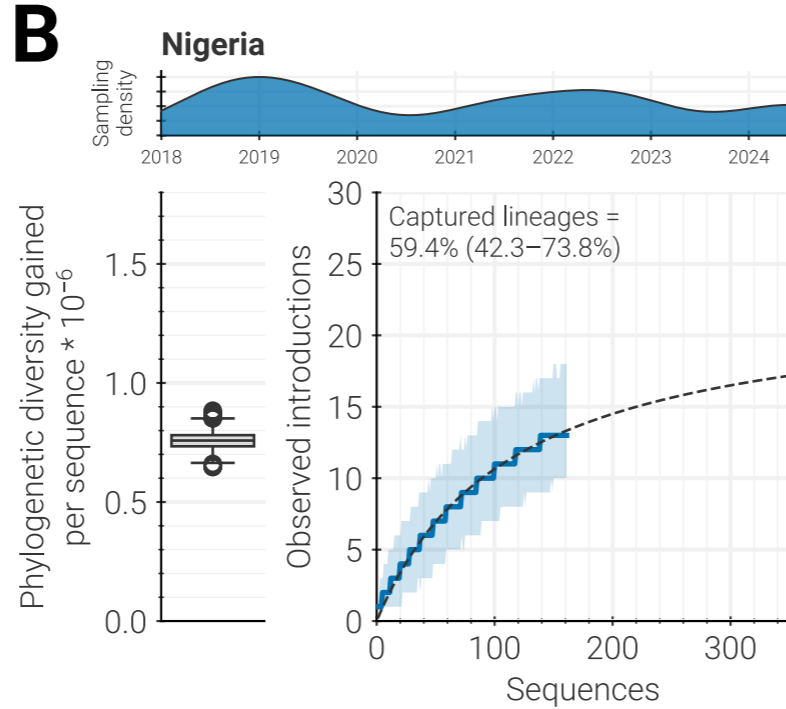 B
Nigeria
Sampling
density
2018 2019 2020 2021 2022 2023 2024
Phylogenetic diversity gained
per sequence * 10⁻⁶
1.5
1.0
0.5
0.0
Observed introductions
30
25
20
15
10
5
0
Captured lineages =
59.4% (42.3–73.8%)
0 100 200 300
Sequences